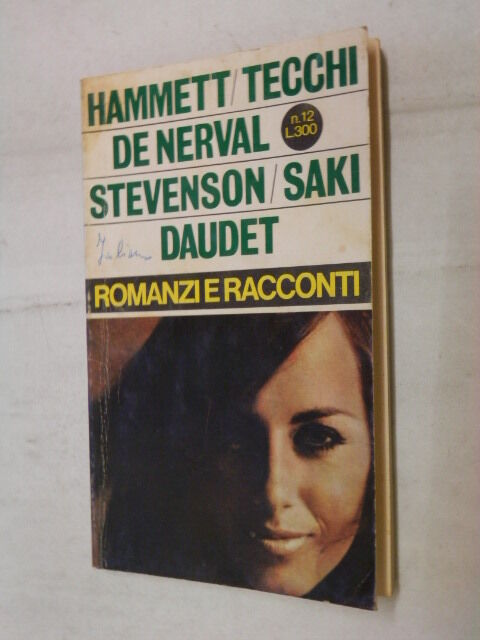 HAMMETT/TECCHI
DE NERVAL
n.12
L.300
STEVENSON/SAKI
DAUDET
ROMANZI E RACCONTI